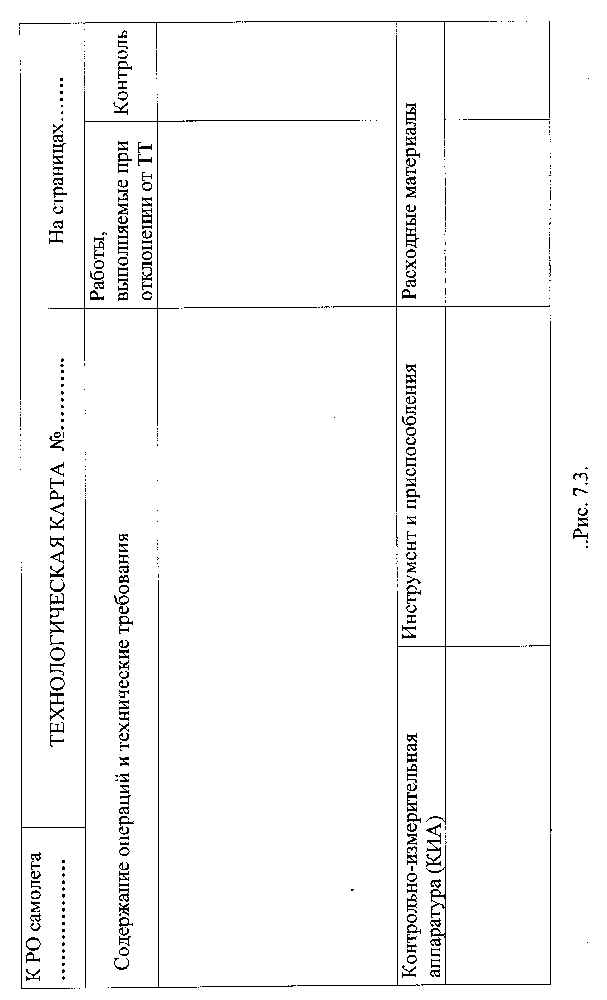 К РО самолета
.................
ТЕХНОЛОГИЧЕСКАЯ КАРТА №...........
На страницах.......
Содержание операций и технические требования
Работы,
выполняемые при
отклонении от ТТ
Контроль
Контрольно-измерительная
аппаратура (КИА)
Инструмент и приспособления
Расходные материалы
..Рис. 7.3.